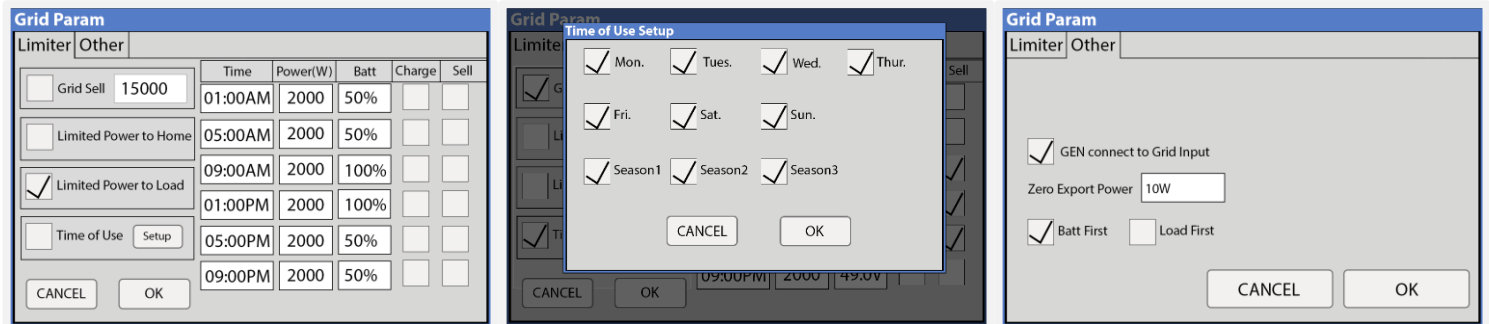 Grid Param
Limiter Other
Time Power(W) Batt Charge Sell
Grid Sell 15000
01:00AM 2000 50%
Limited Power to Home
05:00AM 2000 50%
09:00AM 2000 100%
Limited Power to Load
01:00PM 2000 100%
Time of Use Setup
05:00PM 2000 50%
09:00PM 2000 50%
CANCEL OK
Grid Param
Time of Use Setup
Limite
Sell
Mon. Tues. Wed. Thur.
G
Fri. Sat. Sun.
Li
Season1 Season2 Season3
Li
Ti
CANCEL OK
09:00PM 2000 49.0V
CANCEL OK
Grid Param
Limiter Other
GEN connect to Grid Input
Zero Export Power 10W
Batt First Load First
CANCEL OK